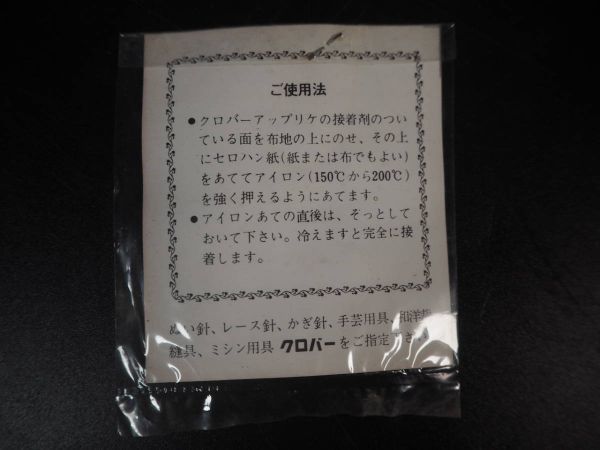 ご使用法
●クロバーアップリケの接着剤のつい
ている面を布地の上にのせ、その上
にセロハン紙(紙または布でもよい)
をあててアイロン(150℃から200℃)
を強く押えるようにあてます。
●アイロンあての直後は、そっとして
おいて下さい。冷えますと完全に接
着します。
ぬい針、レース針、かぎ針、手芸用具、和洋裁
縫具、ミシン用具 クロバーをご指定下さい